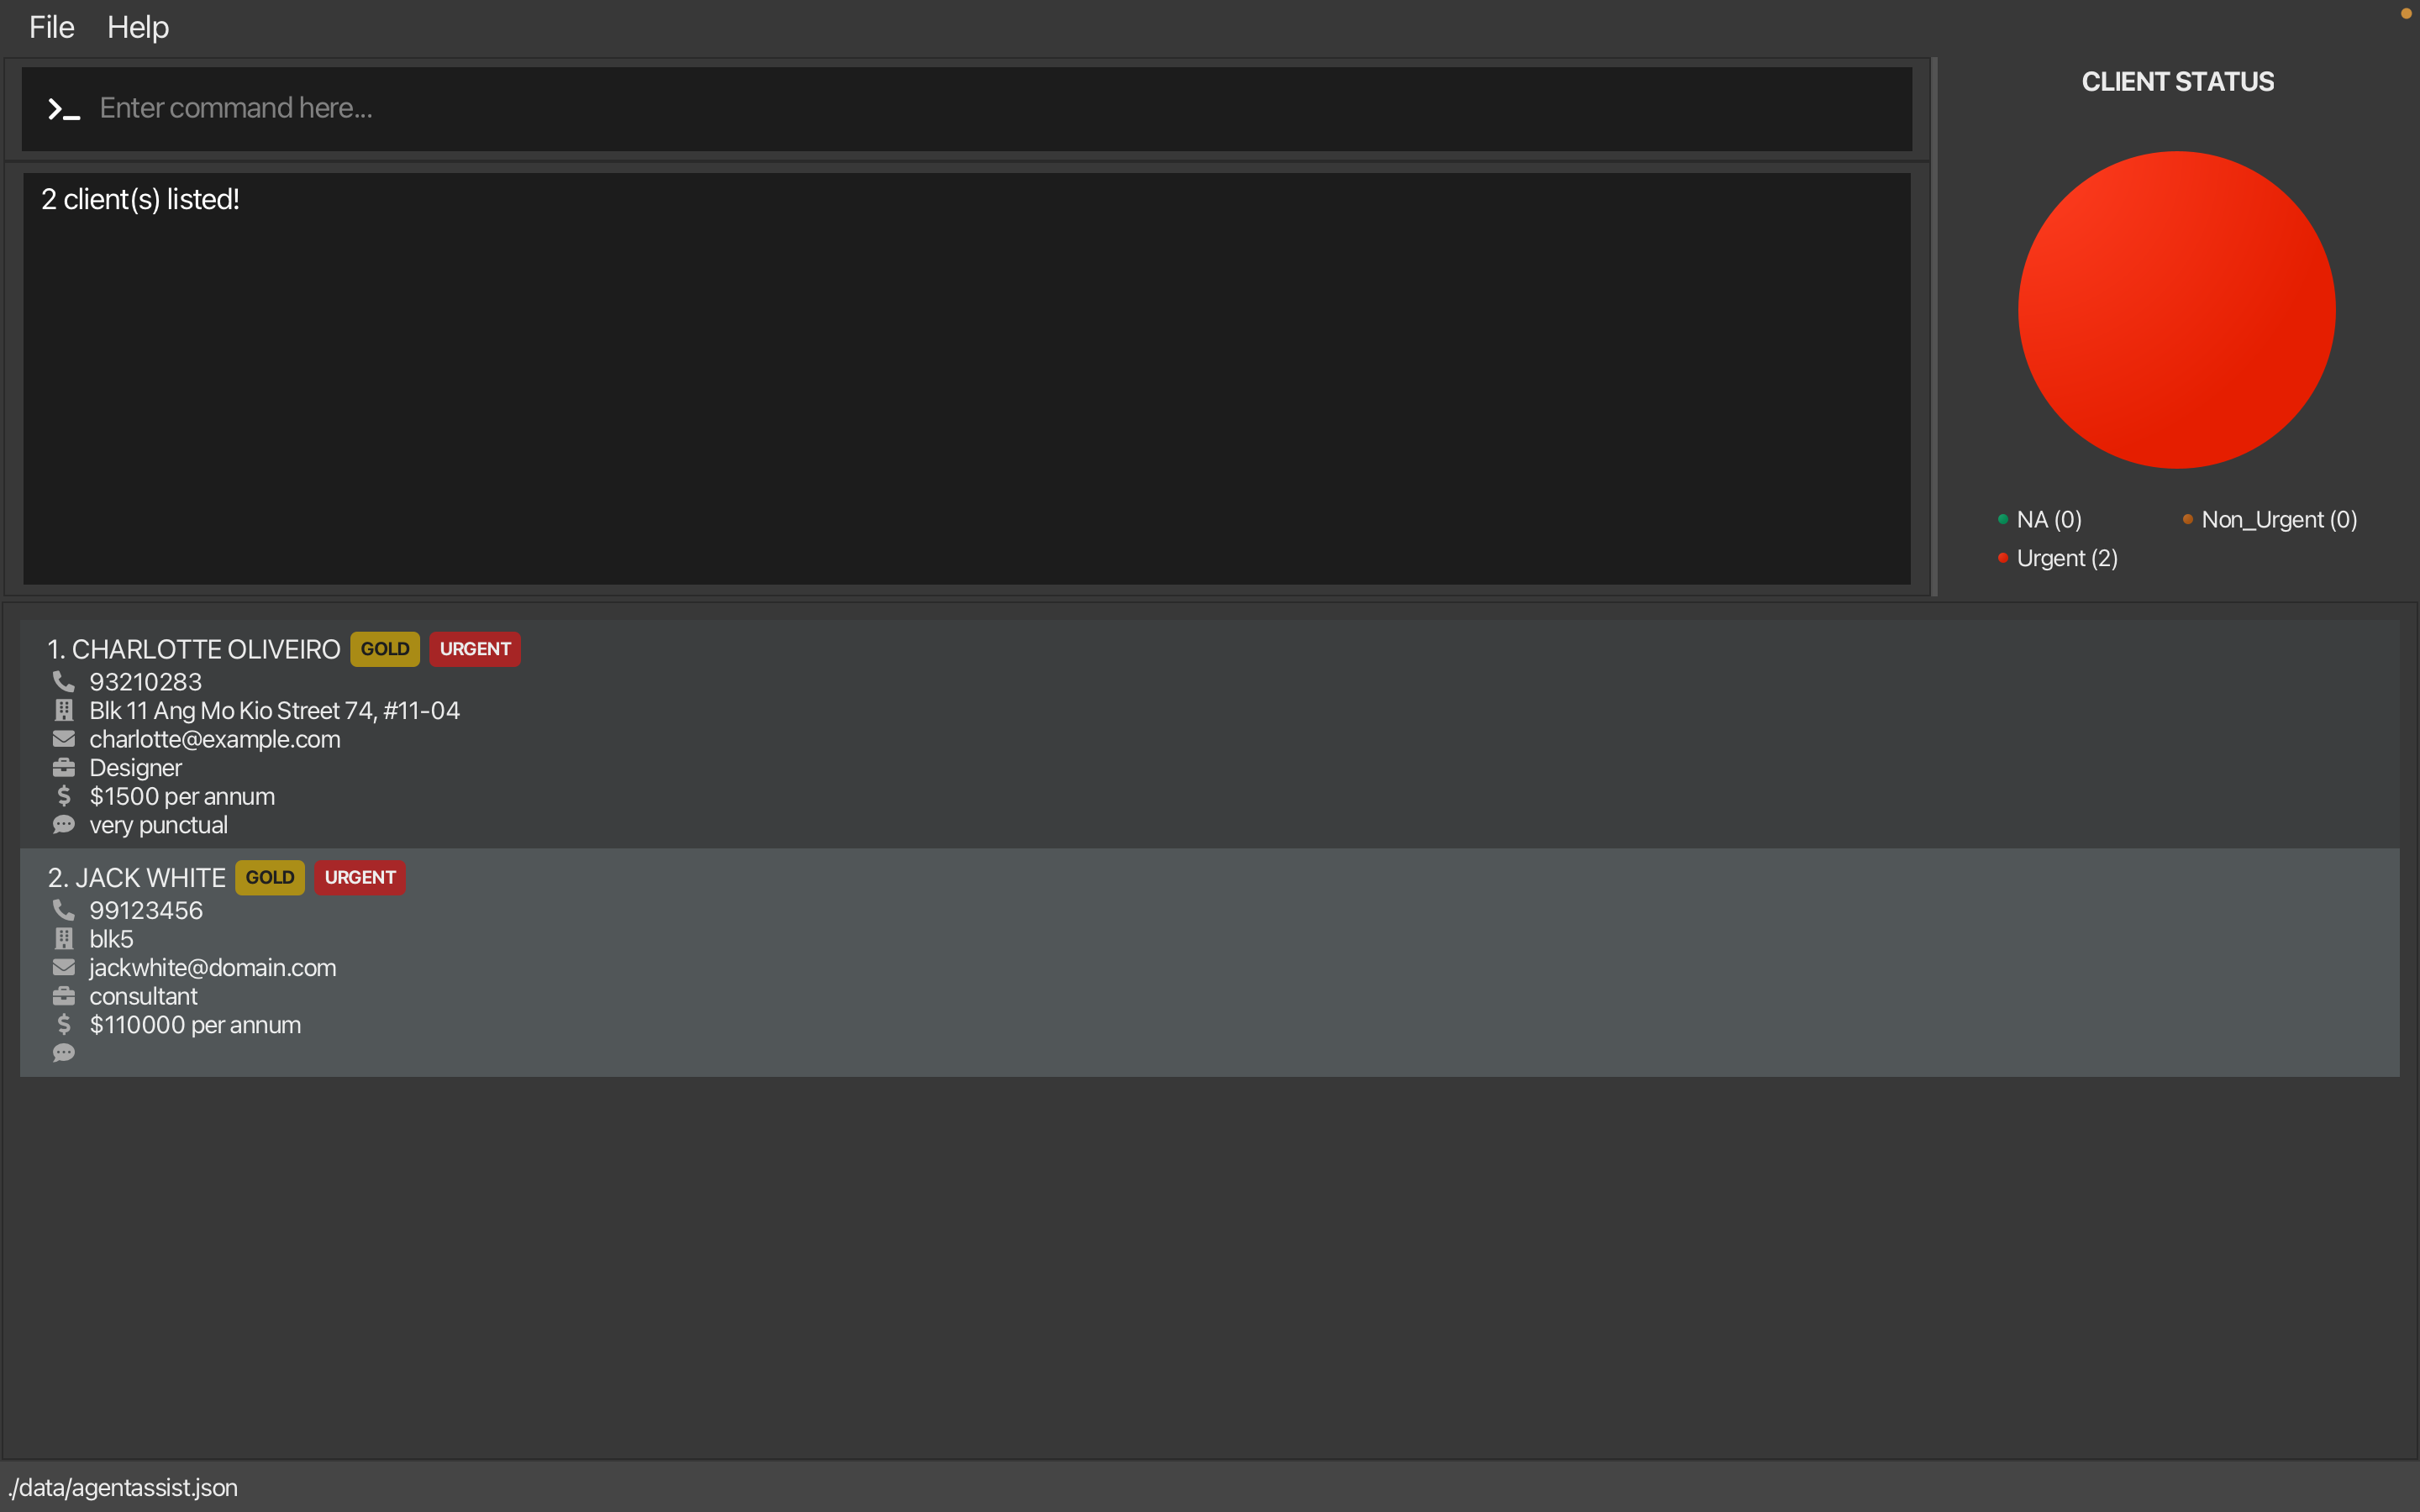 File Help
Enter command here...
2 client(s) listed!
CLIENT STATUS
NA (0) Non_Urgent (0)
Urgent (2)
1. CHARLOTTE OLIVEIRO GOLD URGENT
93210283
Blk 11 Ang Mo Kio Street 74, #11-04
charlotte@example.com
Designer
$1500 per annum
very punctual
2. JACK WHITE GOLD URGENT
99123456
blk5
jackwhite@domain.com
consultant
$110000 per annum
./data/agentassist.json